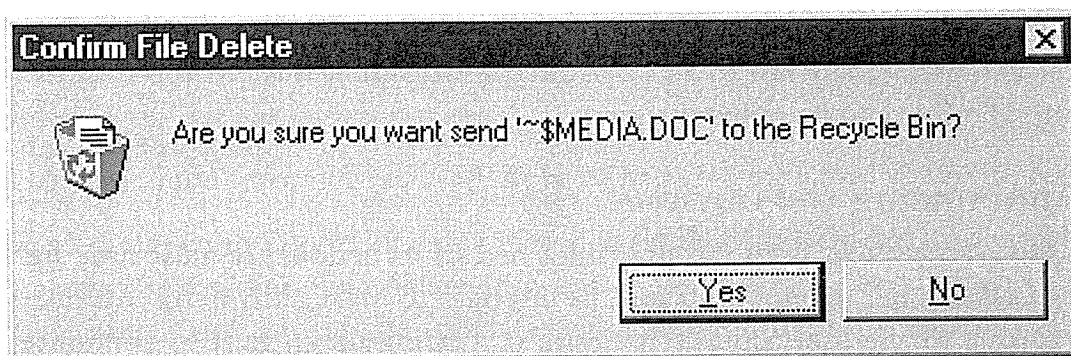 Confirm File Delete
Are you sure you want send '~$MEDIA.DOC' to the Recycle Bin?
Yes
No